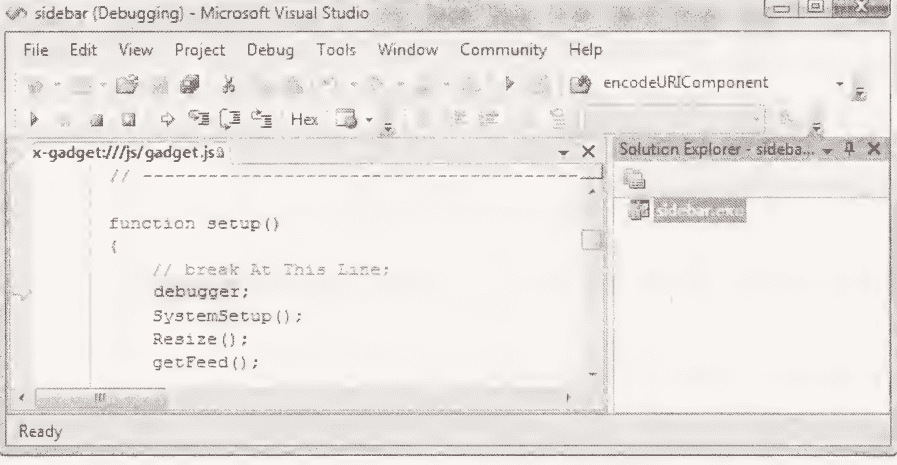 sidebar (Debugging) - Microsoft Visual Studio
File Edit View Project Debug Tools Window Community Help
encodeURIComponent
Hex
x-gadget:///js/gadget.js
Solution Explorer - sideba...
// ----------------------------------------
sidebar.exe
function setup()
{
// break At This Line;
debugger;
SystemSetup();
Resize();
getFeed();
Ready